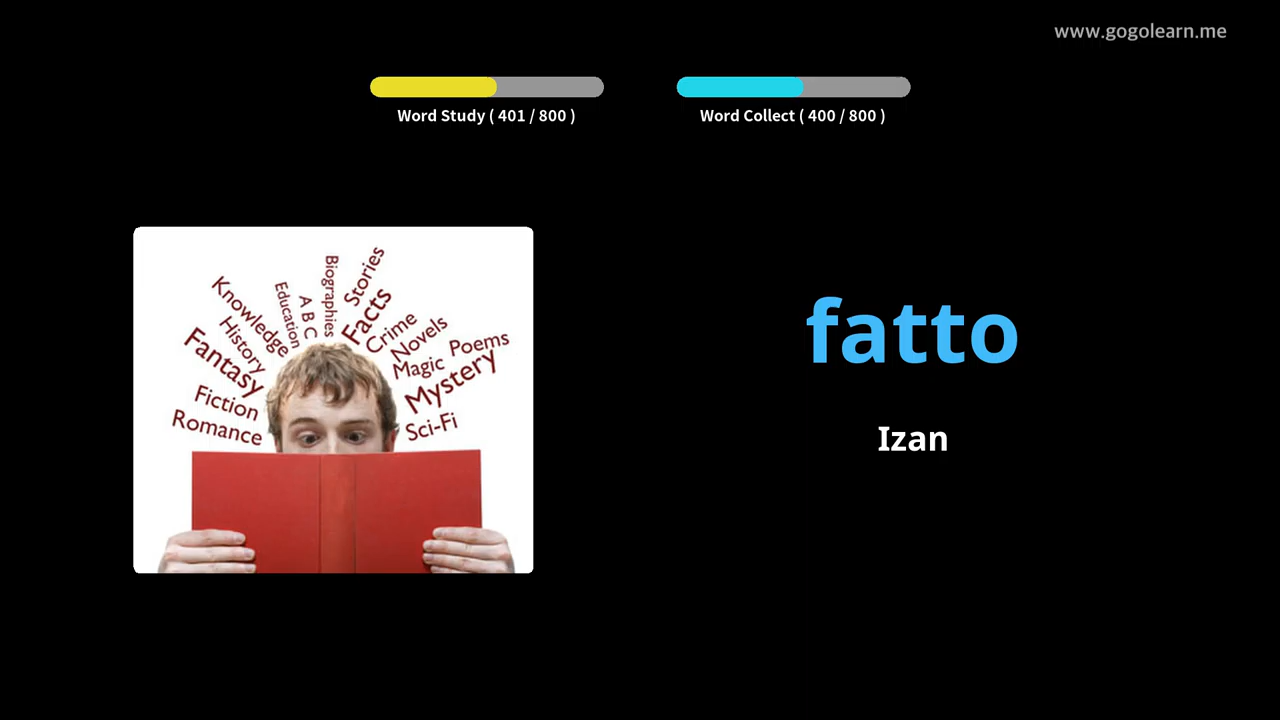 www.gogolearn.me
Word Study ( 401 / 800 )
Word Collect ( 400 / 800 )
Biographies
Stories
Education
A B C
Facts
Knowledge
Crime
History
Novels
Fantasy
Magic
Poems
Mystery
Fiction
Romance
Sci-Fi
fatto
Izan